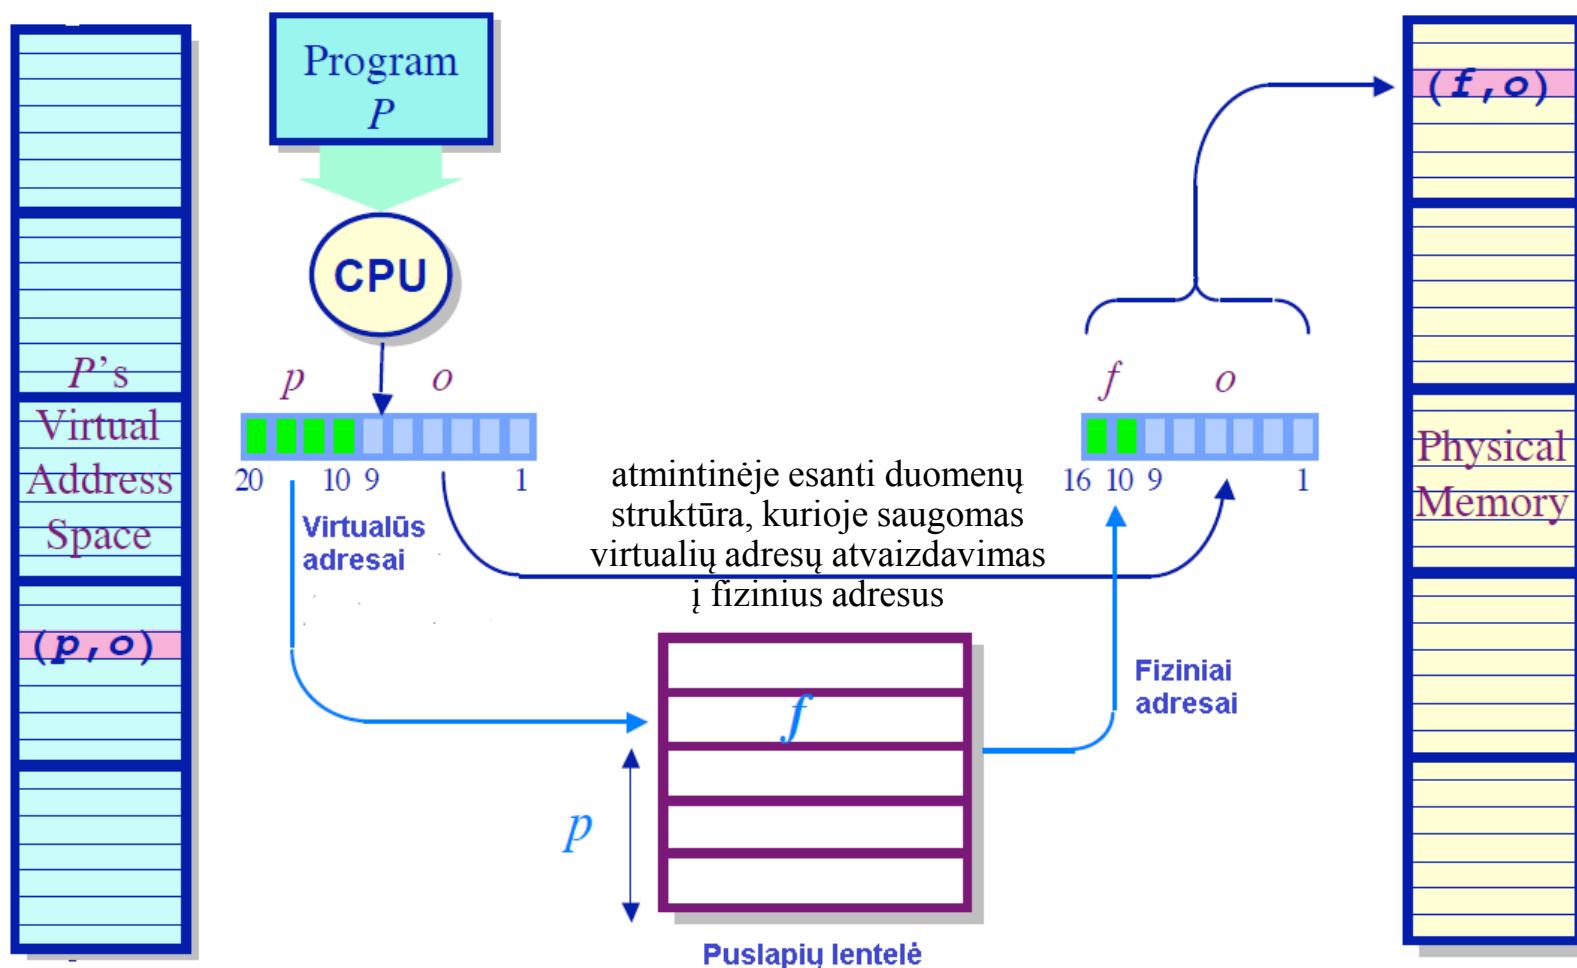 Program
P
CPU
P's
Virtual
Address
Space
(p,o)
p o
20 10 9 1
Virtualūs
adresai
atmintinėje esanti duomenų
struktūra, kurioje saugomas
virtualių adresų atvaizdavimas
į fizinius adresus
f
p
Puslapių lentelė
f o
16 10 9 1
Fiziniai
adresai
(f,o)
Physical
Memory